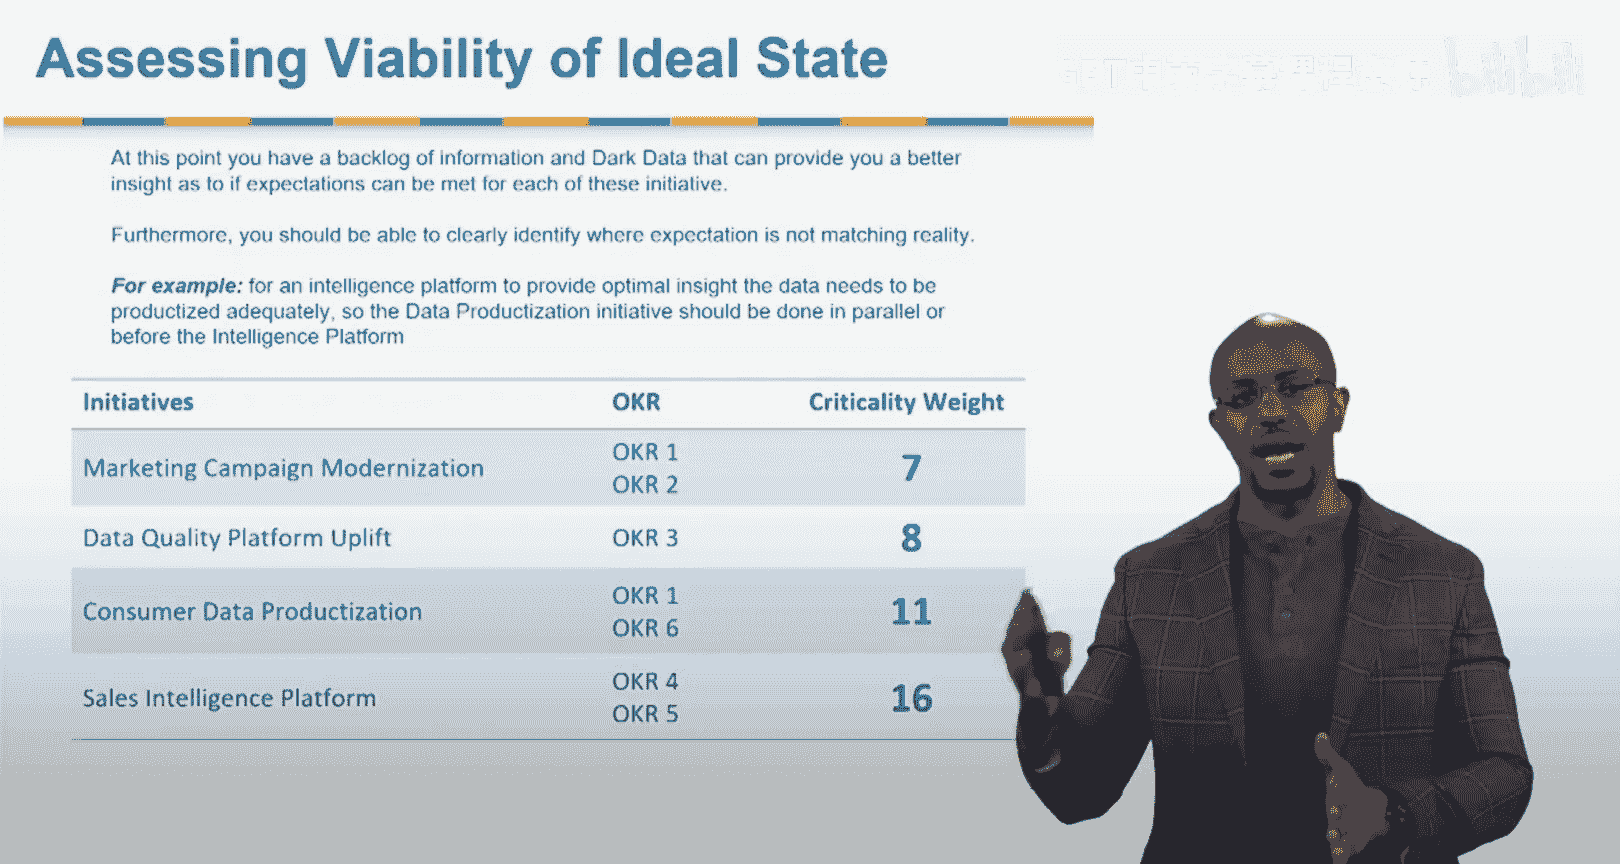 Assessing Viability of Ideal State
bilibili
At this point you have a backlog of information and Dark Data that can provide you a better
insight as to if expectations can be met for each of these initiative.
Furthermore, you should be able to clearly identify where expectation is not matching reality.
For example: for an intelligence platform to provide optimal insight the data needs to be
productized adequately, so the Data Productization initiative should be done in parallel or
before the Intelligence Platform
Initiatives OKR Criticality Weight
Marketing Campaign Modernization OKR 1 7
OKR 2
Data Quality Platform Uplift OKR 3 8
Consumer Data Productization OKR 1 11
OKR 6
Sales Intelligence Platform OKR 4 16
OKR 5